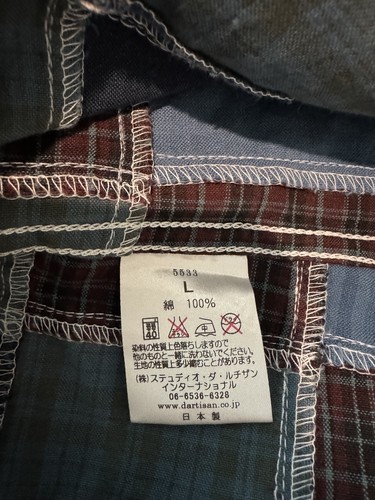 5533
L
綿 100%
40
染料の性質上色落らしますので
他のものと一緒に洗わないでください。
生地の性質上多少縮むことがあります。
(株)ステュディオ・ダ・ルチザン
インターナショナル
06-6536-6328
www.dartisan.co.jp
日本製